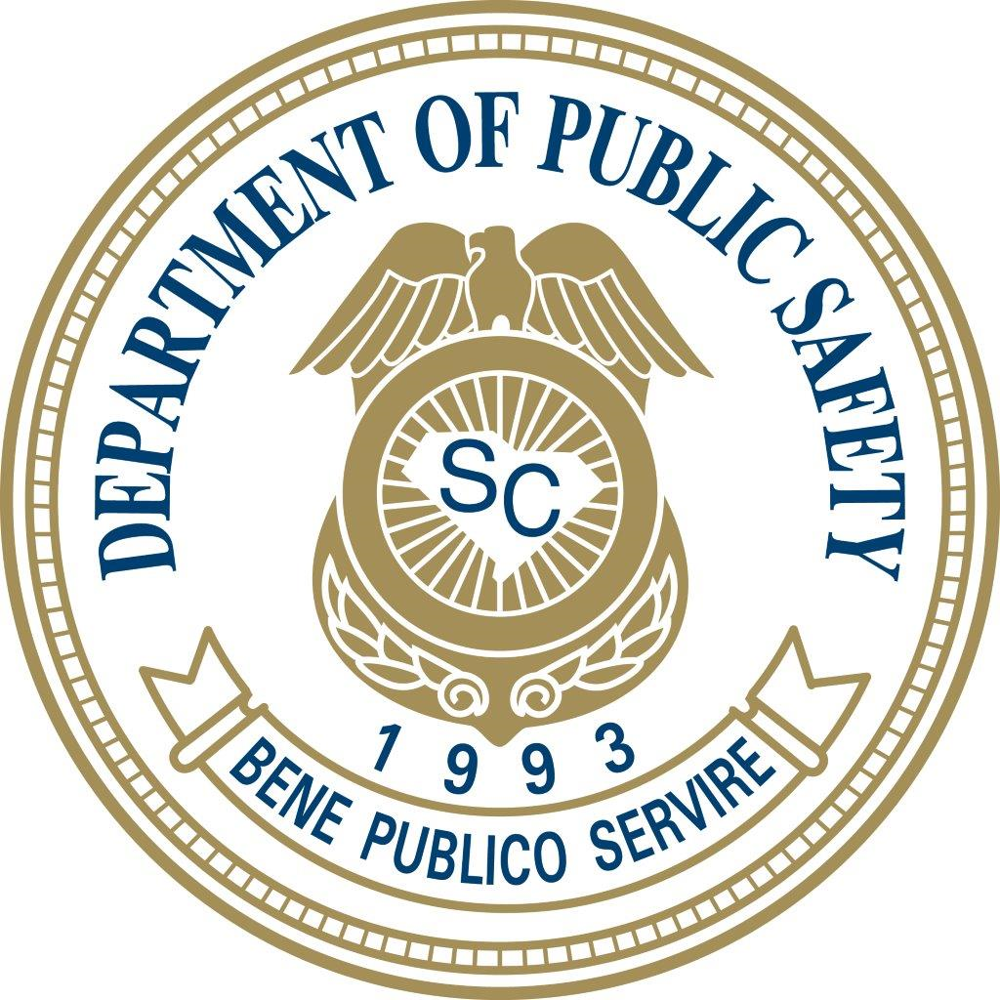 DEPARTMENT OF PUBLIC SAFETY
SC
1993
BENE PUBLICO SERVIRE